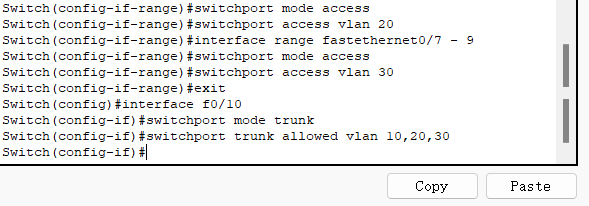 Switch(config-if-range)#switchport mode access
Switch(config-if-range)#switchport access vlan 20
Switch(config-if-range)#interface range fastethernet0/7 - 9
Switch(config-if-range)#switchport mode access
Switch(config-if-range)#switchport access vlan 30
Switch(config-if-range)#exit
Switch(config)#interface f0/10
Switch(config-if)#switchport mode trunk
Switch(config-if)#switchport trunk allowed vlan 10,20,30
Switch(config-if)#
Copy Paste